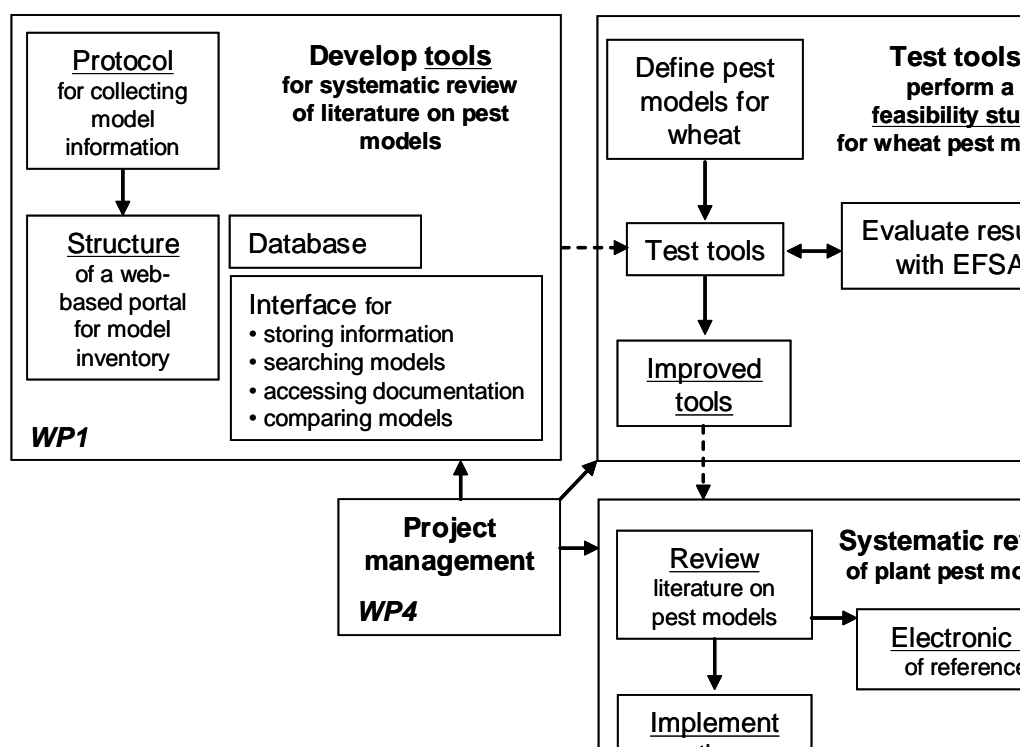 Protocol
for collecting
model
information
Develop tools
for systematic review
of literature on pest
models
Structure
of a web-
based portal
for model
inventory
Database
Interface for
• storing information
• searching models
• accessing documentation
• comparing models
WP1
Define pest
models for
wheat
Test tools
perform a
feasibility stu
for wheat pest m
Test tools
Evaluate resu
with EFSA
Improved
tools
Project
management
WP4
Review
literature on
pest models
Systematic re
of plant pest mo
Electronic
of reference
Implement